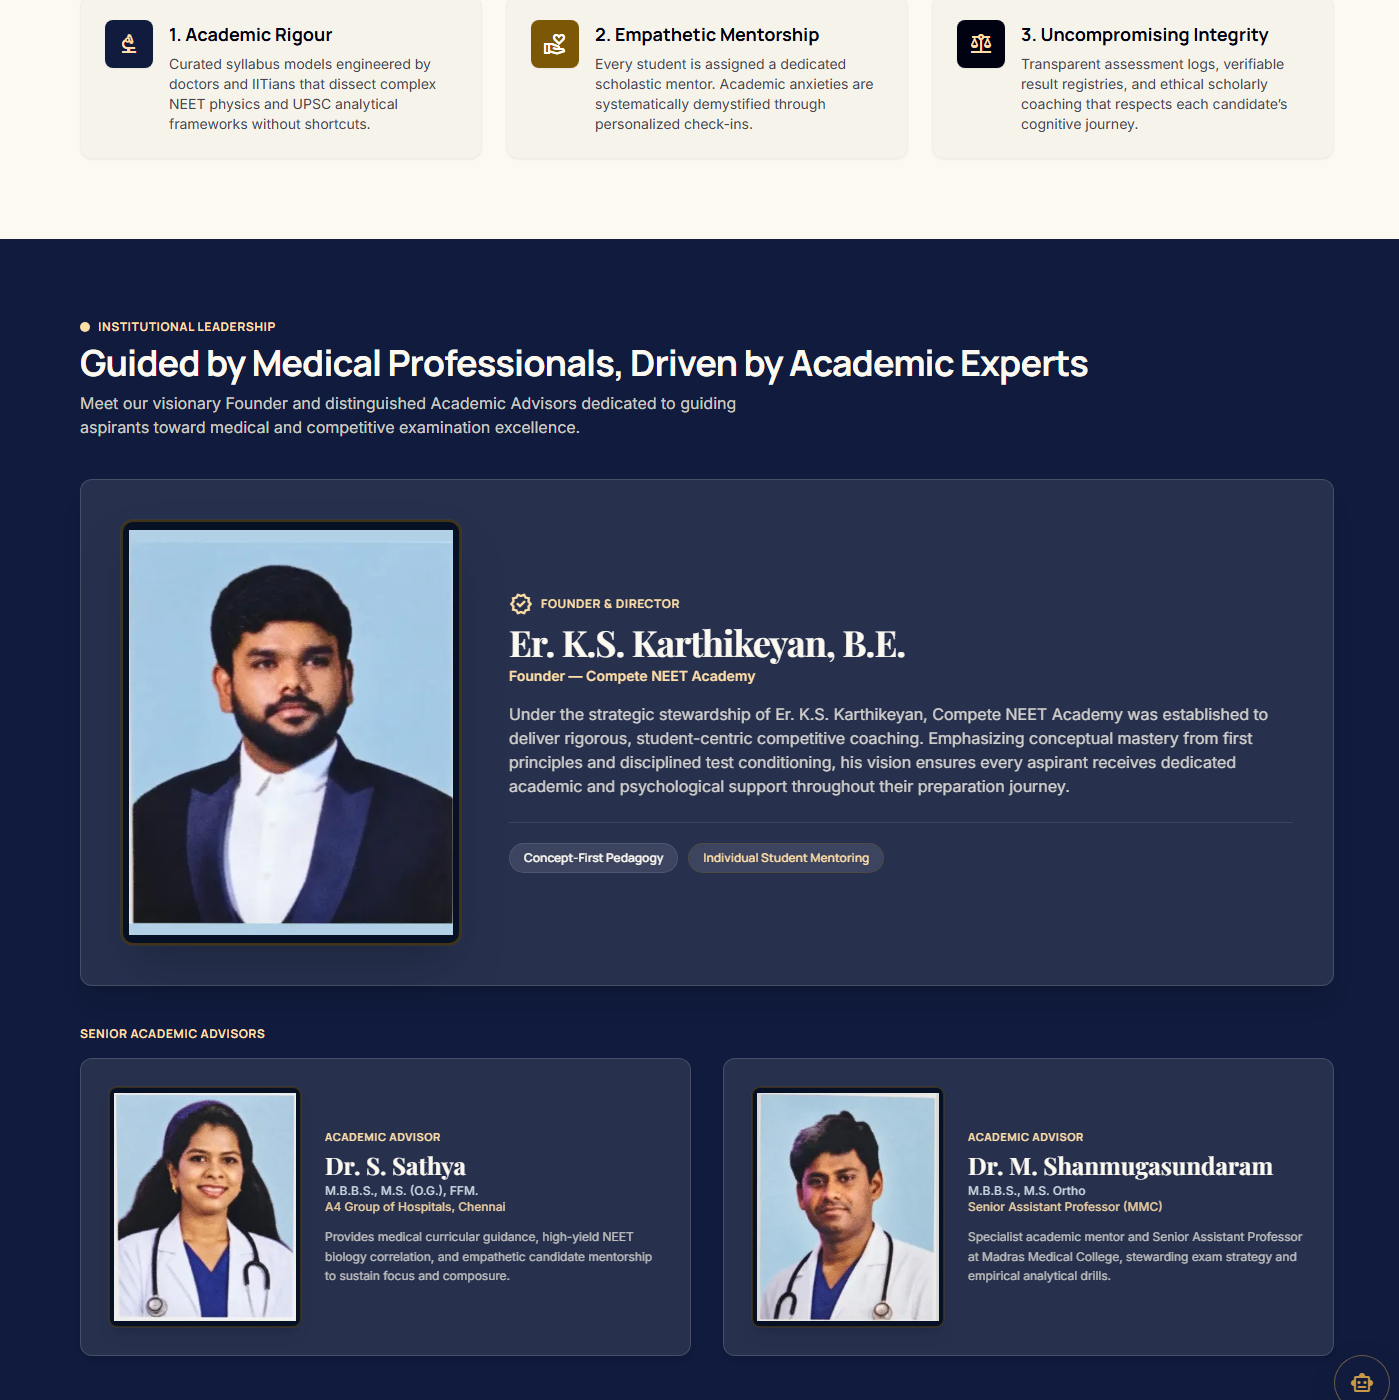 1. Academic Rigour
Curated syllabus models engineered by
doctors and IITians that dissect complex
NEET physics and UPSC analytical
frameworks without shortcuts.
2. Empathetic Mentorship
Every student is assigned a dedicated
scholastic mentor. Academic anxieties are
systematically demystified through
personalized check-ins.
3. Uncompromising Integrity
Transparent assessment logs, verifiable
result registries, and ethical scholarly
coaching that respects each candidate’s
cognitive journey.
INSTITUTIONAL LEADERSHIP
Guided by Medical Professionals, Driven by Academic Experts
Meet our visionary Founder and distinguished Academic Advisors dedicated to guiding
aspirants toward medical and competitive examination excellence.
FOUNDER & DIRECTOR
Er. K.S. Karthikeyan, B.E.
Founder — Compete NEET Academy
Under the strategic stewardship of Er. K.S. Karthikeyan, Compete NEET Academy was established to
deliver rigorous, student-centric competitive coaching. Emphasizing conceptual mastery from first
principles and disciplined test conditioning, his vision ensures every aspirant receives dedicated
academic and psychological support throughout their preparation journey.
Concept-First Pedagogy
Individual Student Mentoring
SENIOR ACADEMIC ADVISORS
ACADEMIC ADVISOR
Dr. S. Sathya
M.B.B.S., M.S. (O.G.), FFM.
A4 Group of Hospitals, Chennai
Provides medical curricular guidance, high-yield NEET
biology correlation, and empathetic candidate mentorship
to sustain focus and composure.
ACADEMIC ADVISOR
Dr. M. Shanmugasundaram
M.B.B.S., M.S. Ortho
Senior Assistant Professor (MMC)
Specialist academic mentor and Senior Assistant Professor
at Madras Medical College, stewarding exam strategy and
empirical analytical drills.